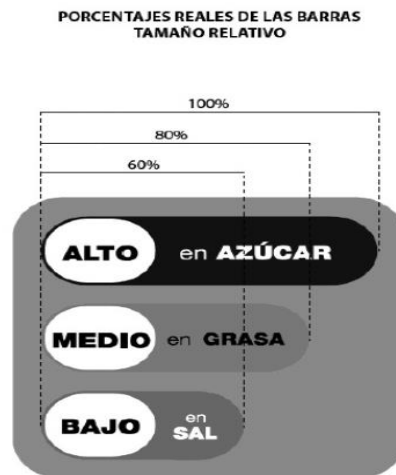 PORCENTAJES REALES DE LAS BARRAS
TAMAÑO RELATIVO
100%
80%
60%
ALTO en AZÚCAR
MEDIO en GRASA
BAJO en SAL